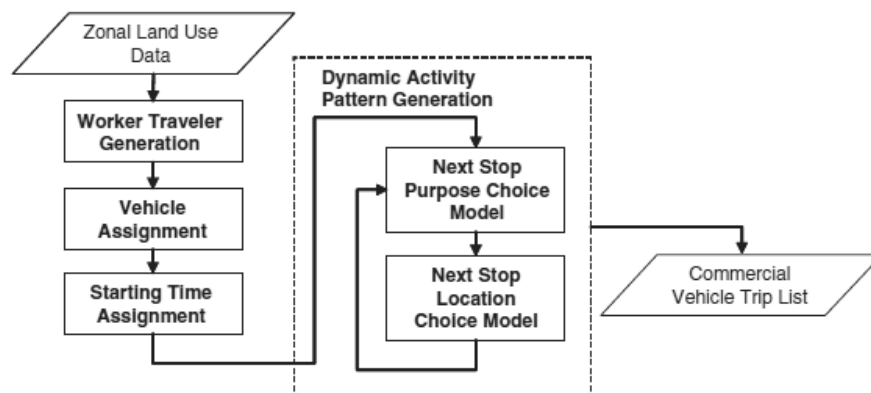 Zonal Land Use
Data
Worker Traveler
Generation
Vehicle
Assignment
Starting Time
Assignment
Dynamic Activity
Pattern Generation
Next Stop
Purpose Choice
Model
Next Stop
Location
Choice Model
Commercial
Vehicle Trip List